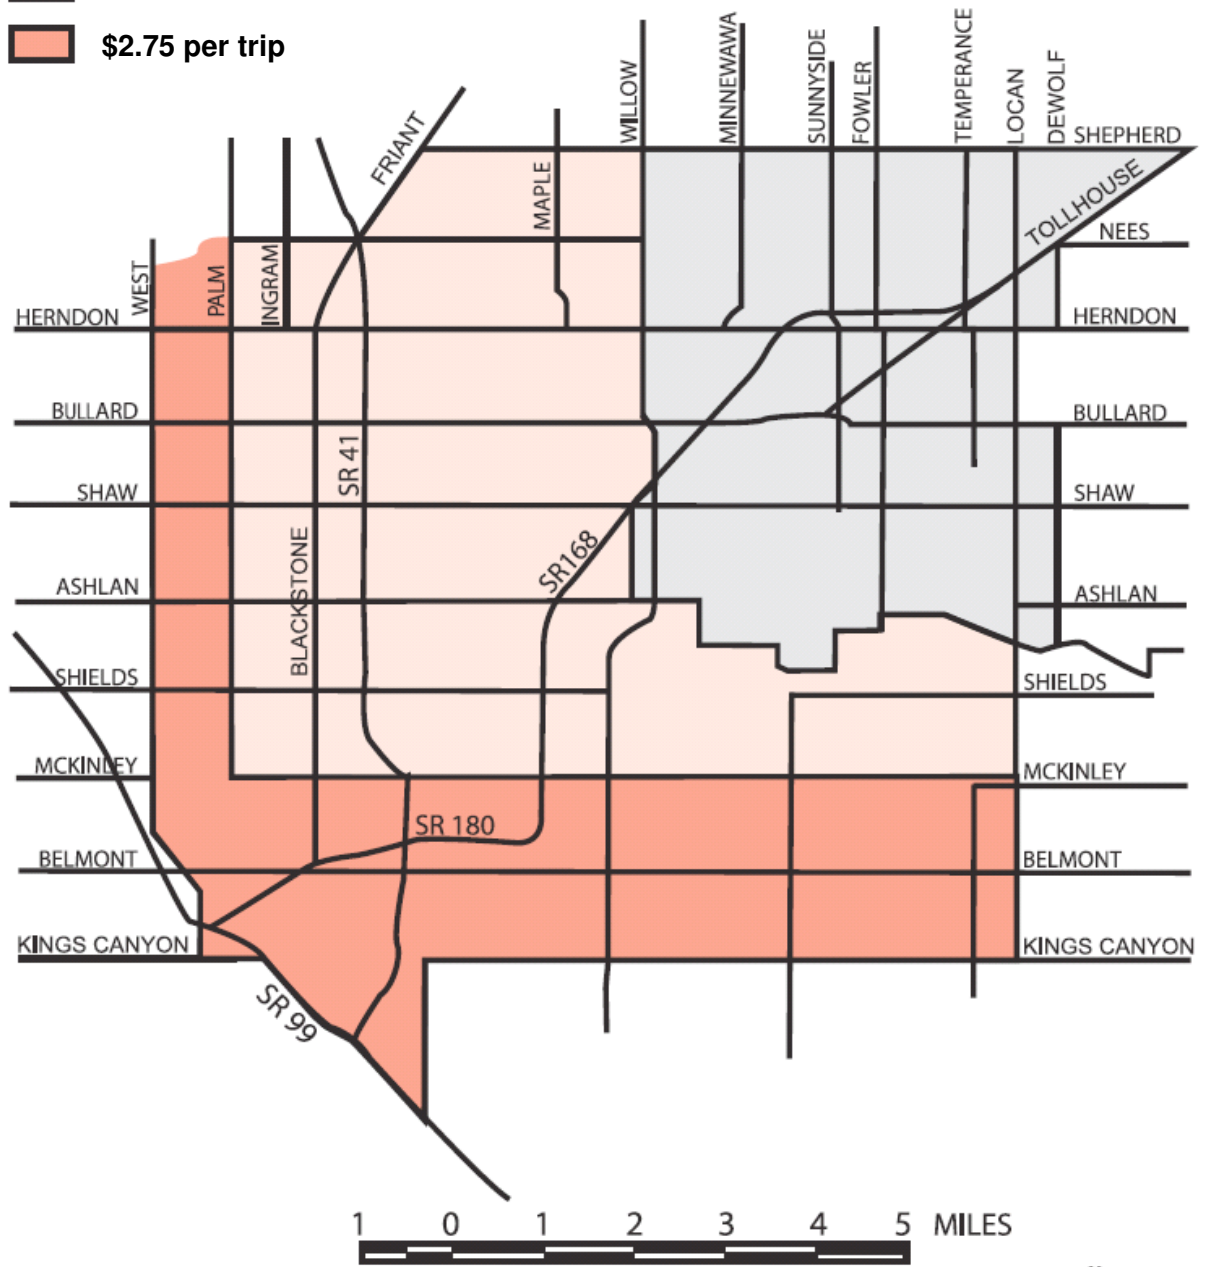 $2.75 per trip
FRIANT
MAPLE
WILLOW
MINNEWAWA
SUNNYSIDE
FOWLER
TEMPERANCE
LOCAN
DEWOLF
SHEPHERD
TOLLHOUSE
NEES
WEST
PALM
INGRAM
HERNDON
HERNDON
BULLARD
BULLARD
SR 41
SHAW
SHAW
BLACKSTONE
SR168
ASHLAN
ASHLAN
SHIELDS
SHIELDS
MCKINLEY
MCKINLEY
SR 180
BELMONT
BELMONT
KINGS CANYON
KINGS CANYON
SR 99
1 0 1 2 3 4 5 MILES